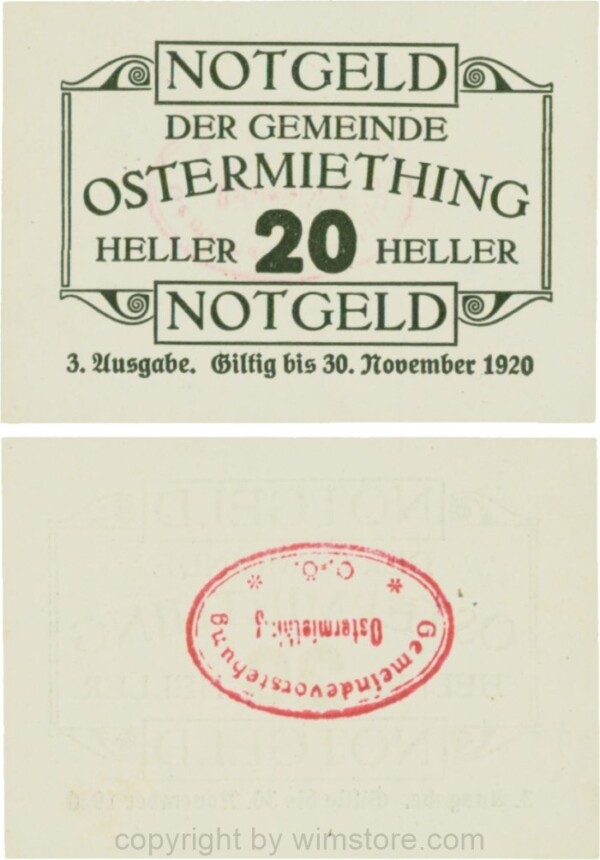 NOTGELD
DER GEMEINDE
OSTERMIETHING
HELLER 20 HELLER
NOTGELD
3. Ausgabe. Giltig bis 30. November 1920
Gemeindevorstehung
* O.-Ö. *
copyright by wimstore.com